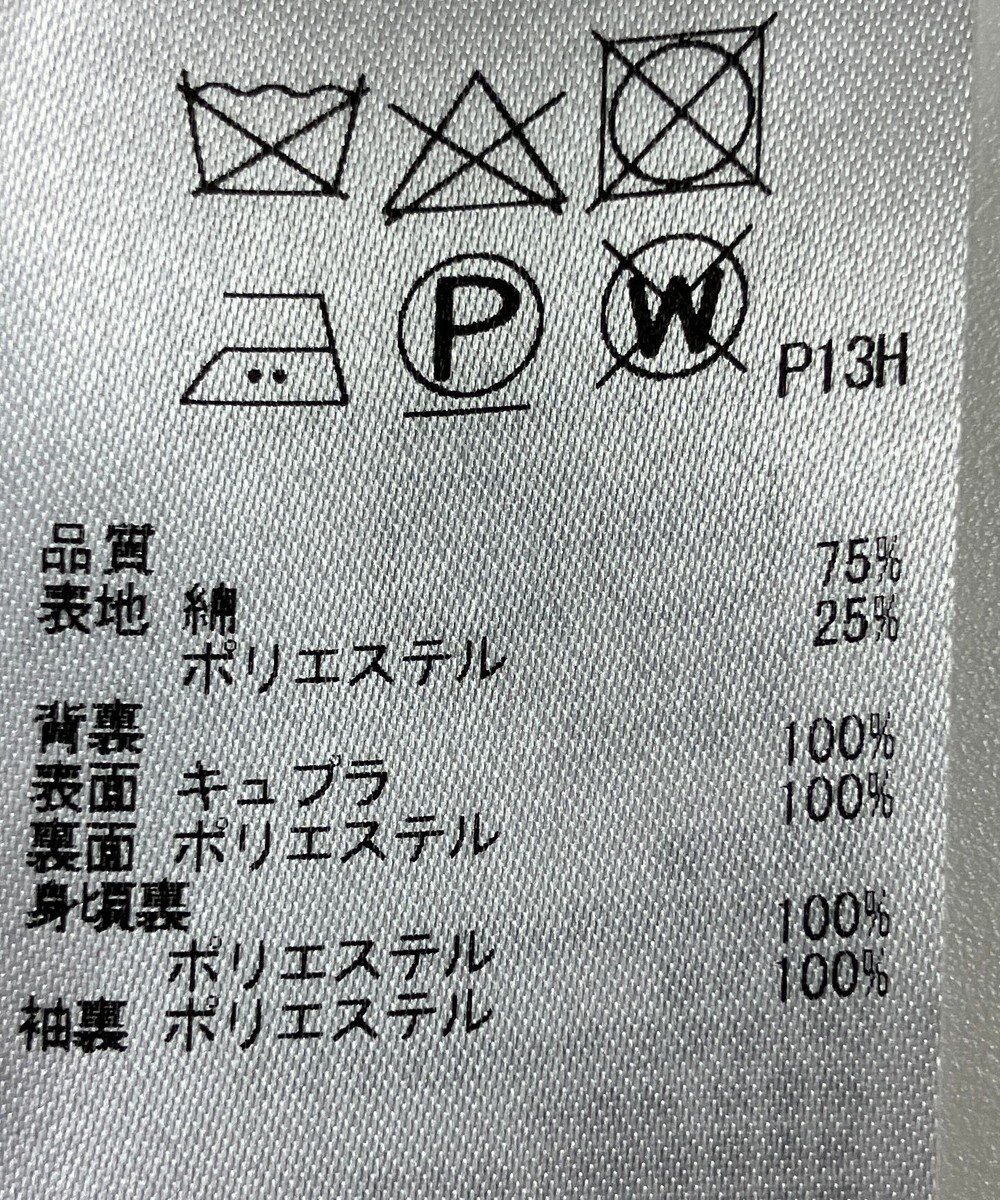 P
W
P13H
品質
表地 綿 75%
ポリエステル 25%
背裏
表面 キュプラ 100%
裏面 ポリエステル 100%
身頃裏
ポリエステル 100%
袖裏 ポリエステル 100%